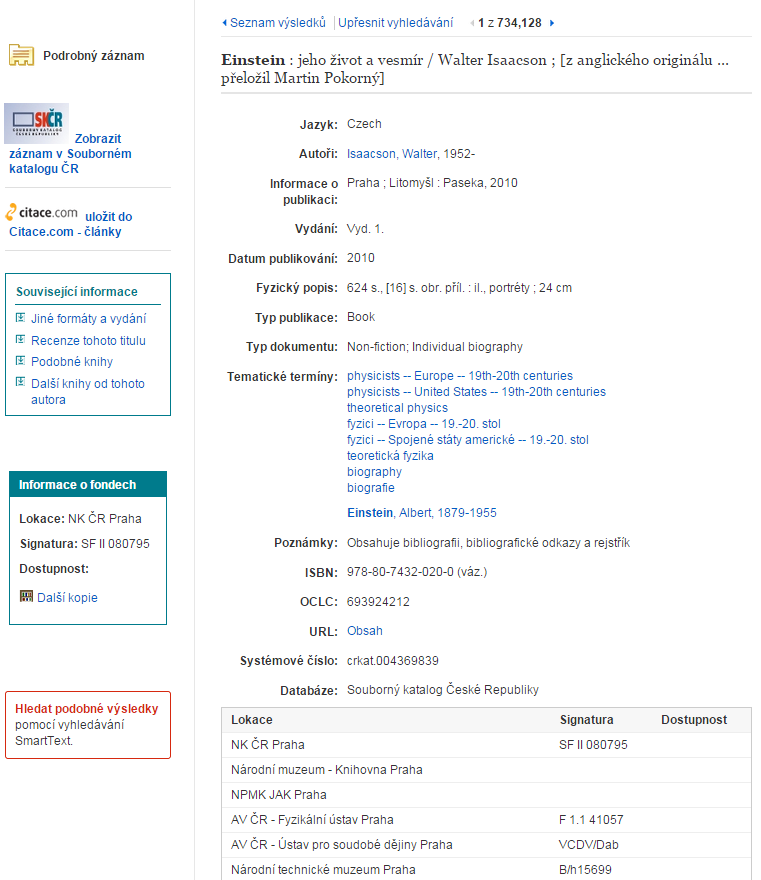 Seznam výsledků | Upřesnit vyhledávání 1 z 734,128
Podrobný záznam
Einstein : jeho život a vesmír / Walter Isaacson ; [z anglického originálu ...
přeložil Martin Pokorný]
SKČR
SOUBORNÝ KATALOG
ČESKÉ REPUBLIKY
Zobrazit
záznam v Souborném
katalogu ČR
citace.com uložit do
Citace.com - články
Související informace
Jiné formáty a vydání
Recenze tohoto titulu
Podobné knihy
Další knihy od tohoto
autora
Informace o fondech
Lokace: NK ČR Praha
Signatura: SF II 080795
Dostupnost:
Další kopie
Hledat podobné výsledky
pomocí vyhledávání
SmartText.
Jazyk: Czech
Autoři: Isaacson, Walter, 1952-
Informace o Praha ; Litomyšl : Paseka, 2010
publikaci:
Vydání: Vyd. 1.
Datum publikování: 2010
Fyzický popis: 624 s., [16] s. obr. příl. : il., portréty ; 24 cm
Typ publikace: Book
Typ dokumentu: Non-fiction; Individual biography
Tematické termíny: physicists -- Europe -- 19th-20th centuries
physicists -- United States -- 19th-20th centuries
theoretical physics
fyzici -- Evropa -- 19.-20. stol
fyzici -- Spojené státy americké -- 19.-20. stol
teoretická fyzika
biography
biografie
Einstein, Albert, 1879-1955
Poznámky: Obsahuje bibliografii, bibliografické odkazy a rejstřík
ISBN: 978-80-7432-020-0 (váz.)
OCLC: 693924212
URL: Obsah
Systémové číslo: crkat.004369839
Databáze: Souborný katalog České Republiky
Lokace Signatura Dostupnost
NK ČR Praha SF II 080795
Národní muzeum - Knihovna Praha
NPMK JAK Praha
AV ČR - Fyzikální ústav Praha F 1.1 41057
AV ČR - Ústav pro soudobé dějiny Praha VCDV/Dab
Národní technické muzeum Praha B/h15699